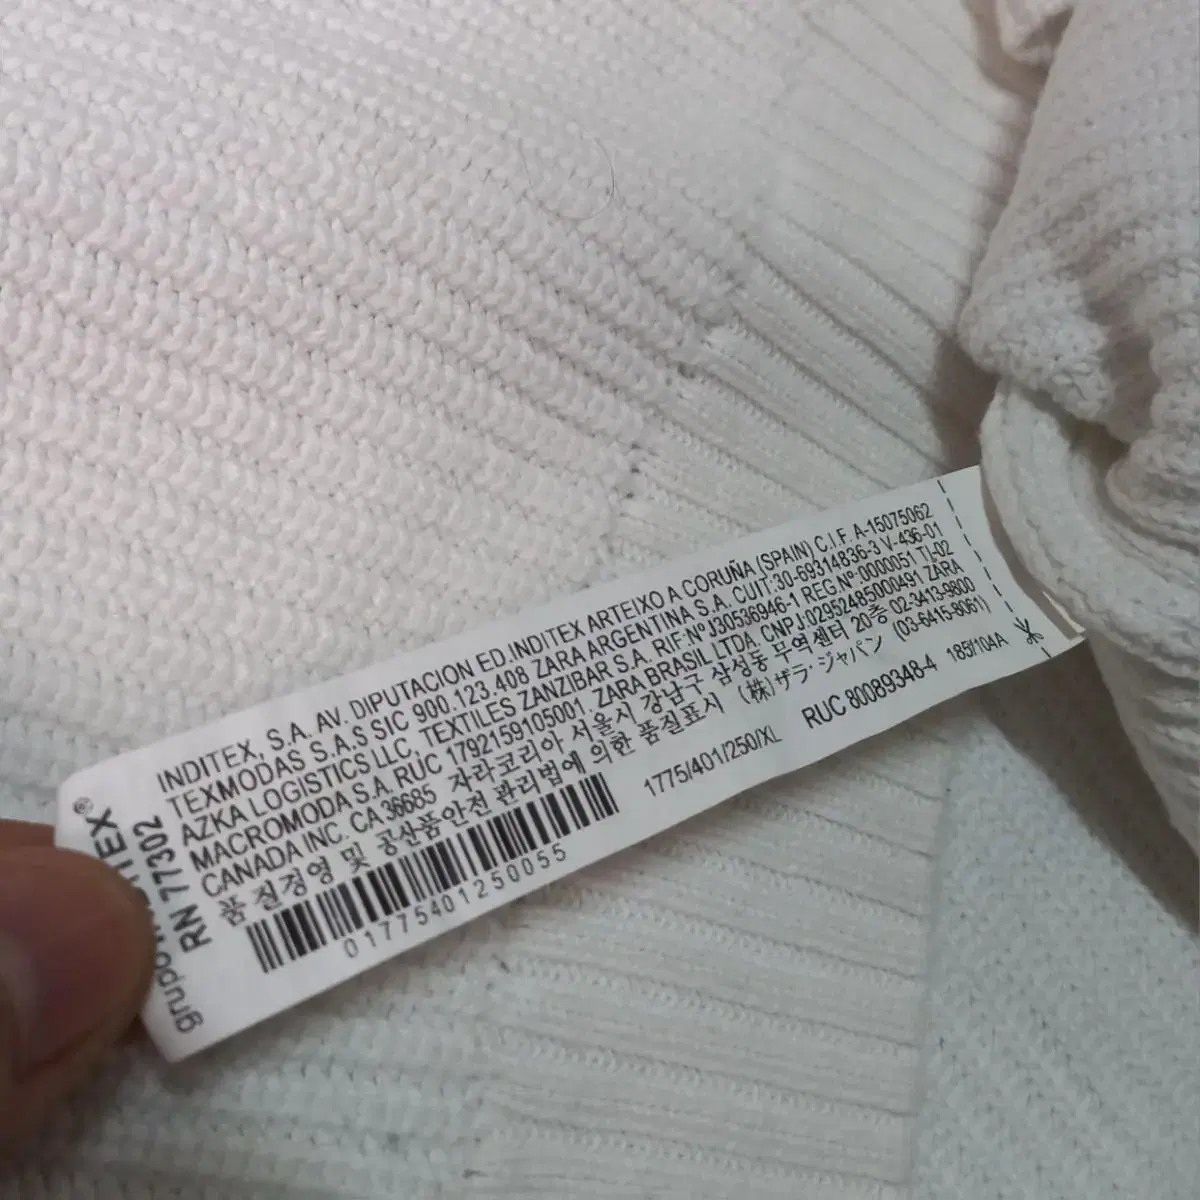 INDITEX, S.A. AV. DIPUTACION ED.INDITEX ARTEIXO A CORUÑA (SPAIN) C.I.F. A-15075062
TEXMODAS S.A.S SIC 900.123.408 ZARA ARGENTINA S.A. CUIT:30-69314836-3 V-436-01
AZKA LOGISTICS LLC, TEXTILES ZANZIBAR S.A. RIF:Nº J30536946-1 REG.Nº:0000051 TL-02
MACROMODA S.A. RUC 1792159105001. ZARA BRASIL LTDA. CNPJ:02952485000491 ZARA
CANADA INC. CA 36685 자라코리아 서울시 강남구 삼성동 무역센터 20층 02-3413-9800
품질경영 및 공산품안전 관리법에 의한 품질표시 (株)ザラ・ジャパン (03-6415-8061)
1775/401/250/XL RUC 80089348-4 185/104A
01775401250055
grupo TEX®
RN 77302